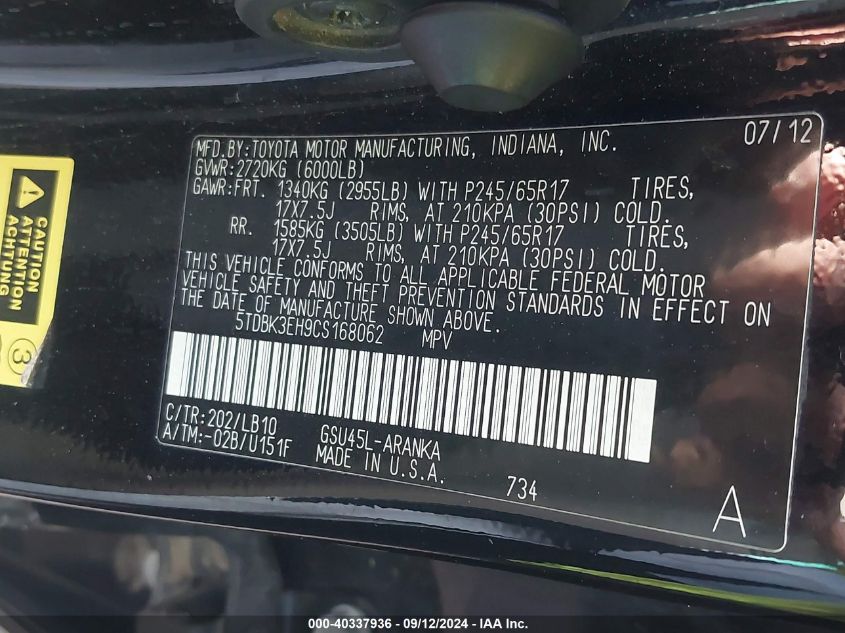 MFD.BY:TOYOTA MOTOR MANUFACTURING, INDIANA, INC. 07/12
GVWR:2720KG (6000LB)
GAWR:FRT. 1340KG (2955LB) WITH P245/65R17 TIRES,
17X7.5J RIMS, AT 210KPA (30PSI) COLD.
RR. 1585KG (3505LB) WITH P245/65R17 TIRES,
17X7.5J RIMS, AT 210KPA (30PSI) COLD.
THIS VEHICLE CONFORMS TO ALL APPLICABLE FEDERAL MOTOR
VEHICLE SAFETY AND THEFT PREVENTION STANDARDS IN EFFECT ON
THE DATE OF MANUFACTURE SHOWN ABOVE.
5TDBK3EH9CS168062 MPV
C/TR:202/LB10 GSU45L-ARANKA
A/TM:-02B/U151F MADE IN U.S.A.
734
A
CAUTION
ATTENTION
ACHTUNG
3
000-40337936 - 09/12/2024 - IAA Inc.